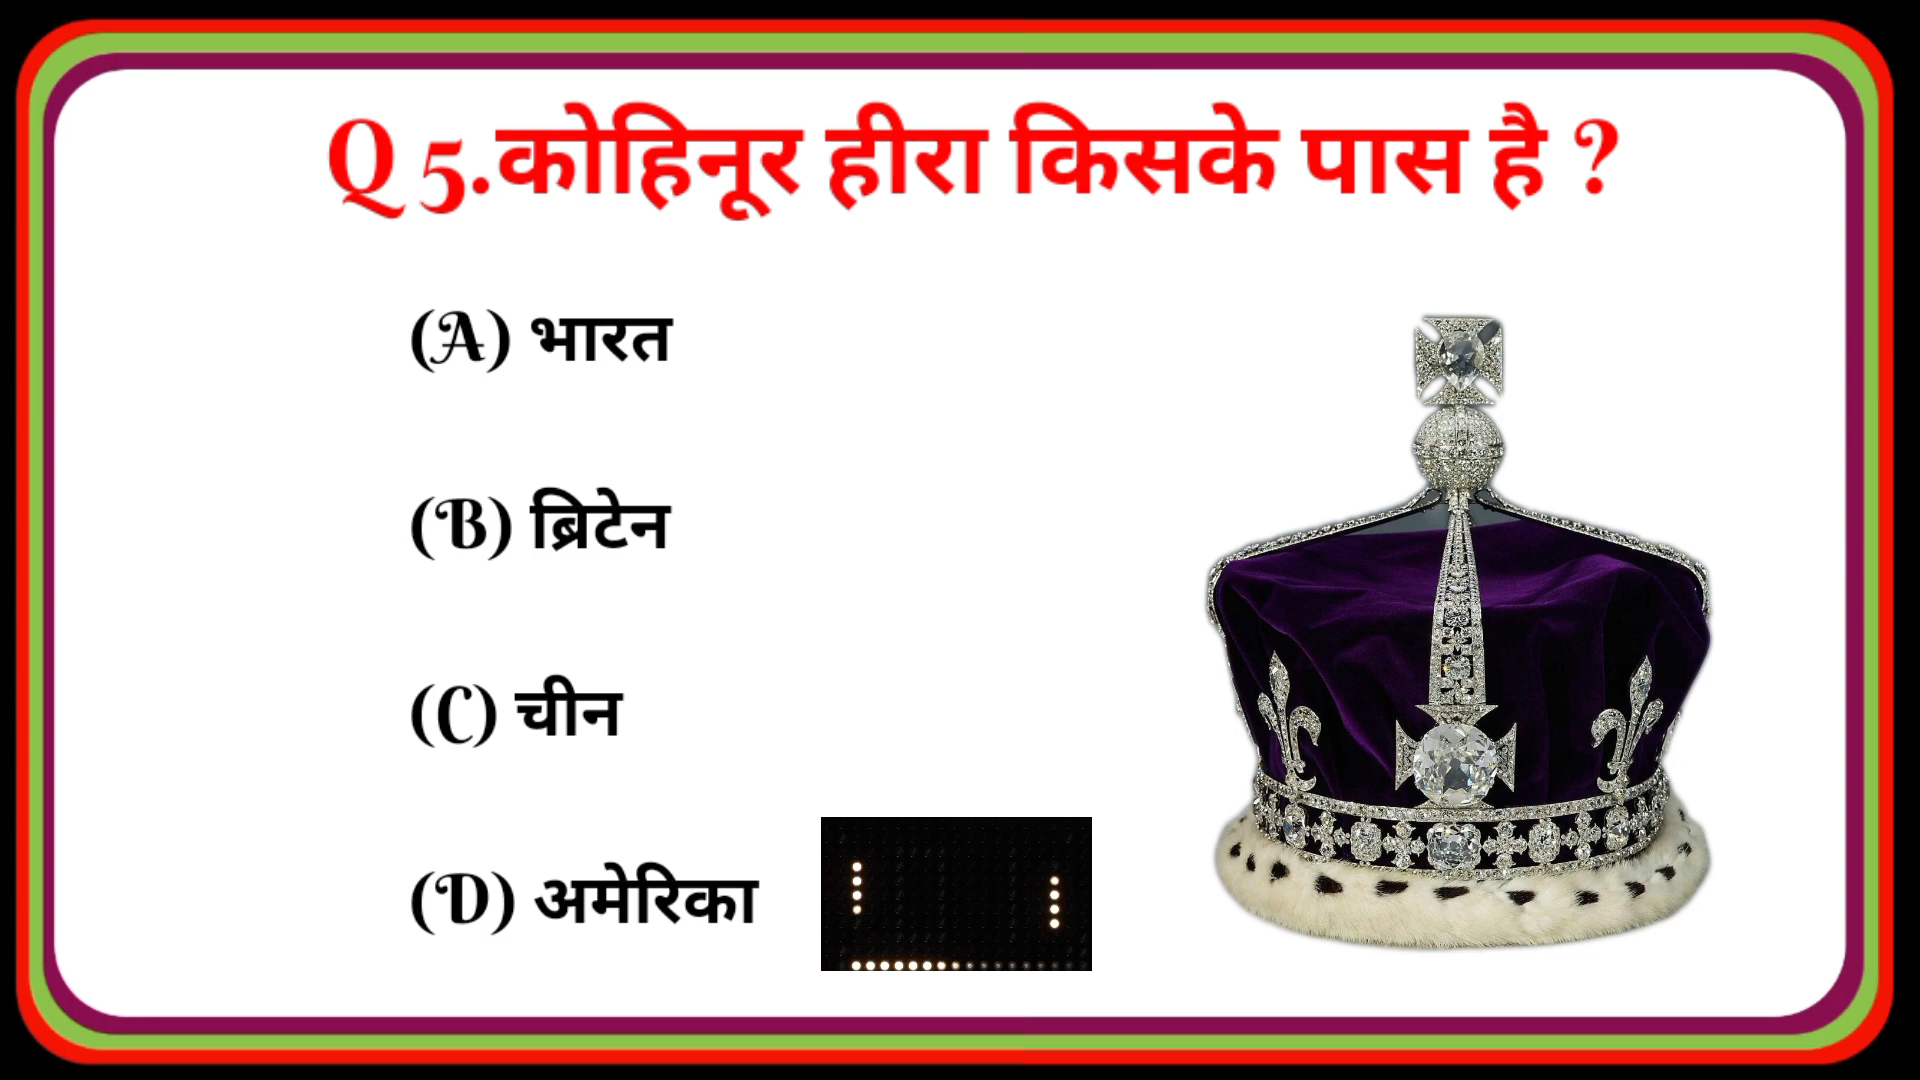 Q 5.कोहिनूर हीरा किसके पास है ?
(A) भारत
(B) ब्रिटेन
(C) चीन
(D) अमेरिका